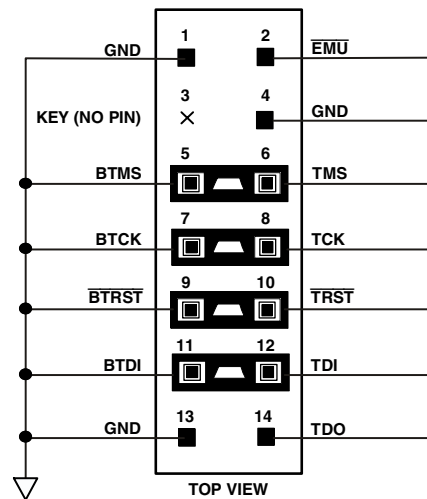 1 2
GND EMU
3 4
KEY (NO PIN) GND
5 6
BTMS TMS
7 8
BTCK TCK
9 10
BTRST TRST
11 12
BTDI TDI
13 14
GND TDO
TOP VIEW